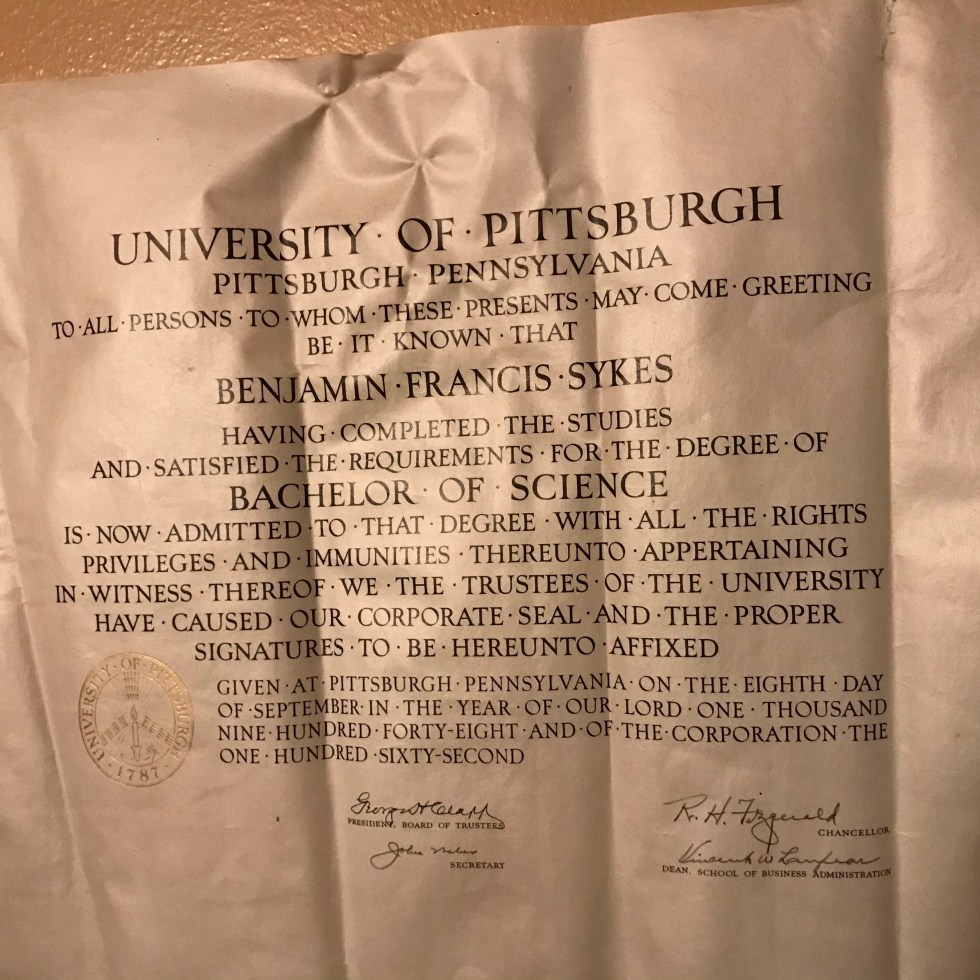 UNIVERSITY · OF · PITTSBURGH
PITTSBURGH · PENNSYLVANIA
TO · ALL · PERSONS · TO · WHOM · THESE · PRESENTS · MAY · COME · GREETING
BE · IT · KNOWN · THAT
BENJAMIN · FRANCIS · SYKES
HAVING · COMPLETED · THE · STUDIES
AND · SATISFIED · THE · REQUIREMENTS · FOR · THE · DEGREE · OF
BACHELOR · OF · SCIENCE
IS · NOW · ADMITTED · TO · THAT · DEGREE · WITH · ALL · THE · RIGHTS
PRIVILEGES · AND · IMMUNITIES · THEREUNTO · APPERTAINING
IN · WITNESS · THEREOF · WE · THE · TRUSTEES · OF · THE · UNIVERSITY
HAVE · CAUSED · OUR · CORPORATE · SEAL · AND · THE · PROPER
SIGNATURES · TO · BE · HEREUNTO · AFFIXED
UNIVERSITY · OF · PITTSBURGH
· 1787 ·
GIVEN · AT · PITTSBURGH · PENNSYLVANIA · ON · THE · EIGHTH · DAY
OF · SEPTEMBER · IN · THE · YEAR · OF · OUR · LORD · ONE · THOUSAND
NINE · HUNDRED · FORTY-EIGHT · AND · OF · THE · CORPORATION · THE
ONE · HUNDRED · SIXTY-SECOND
George H Clapp
PRESIDENT, BOARD OF TRUSTEES
John
SECRETARY
R. H. Fitzgerald
CHANCELLOR
Vincent W Lanfear
DEAN, SCHOOL OF BUSINESS ADMINISTRATION